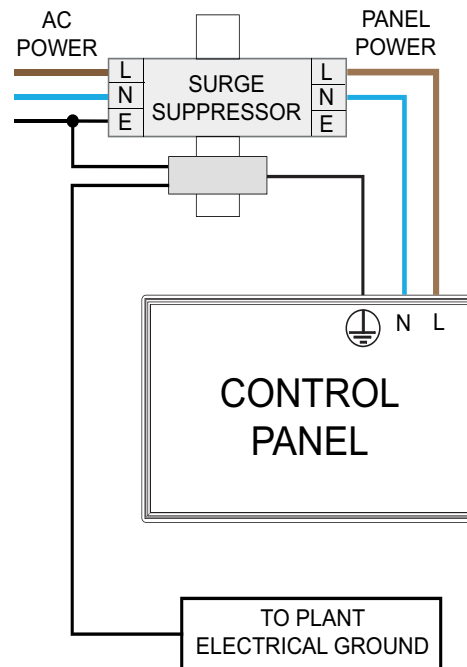 AC
POWER
PANEL
POWER
L
N
E
SURGE
SUPPRESSOR
L
N
E
N L
CONTROL
PANEL
TO PLANT
ELECTRICAL GROUND